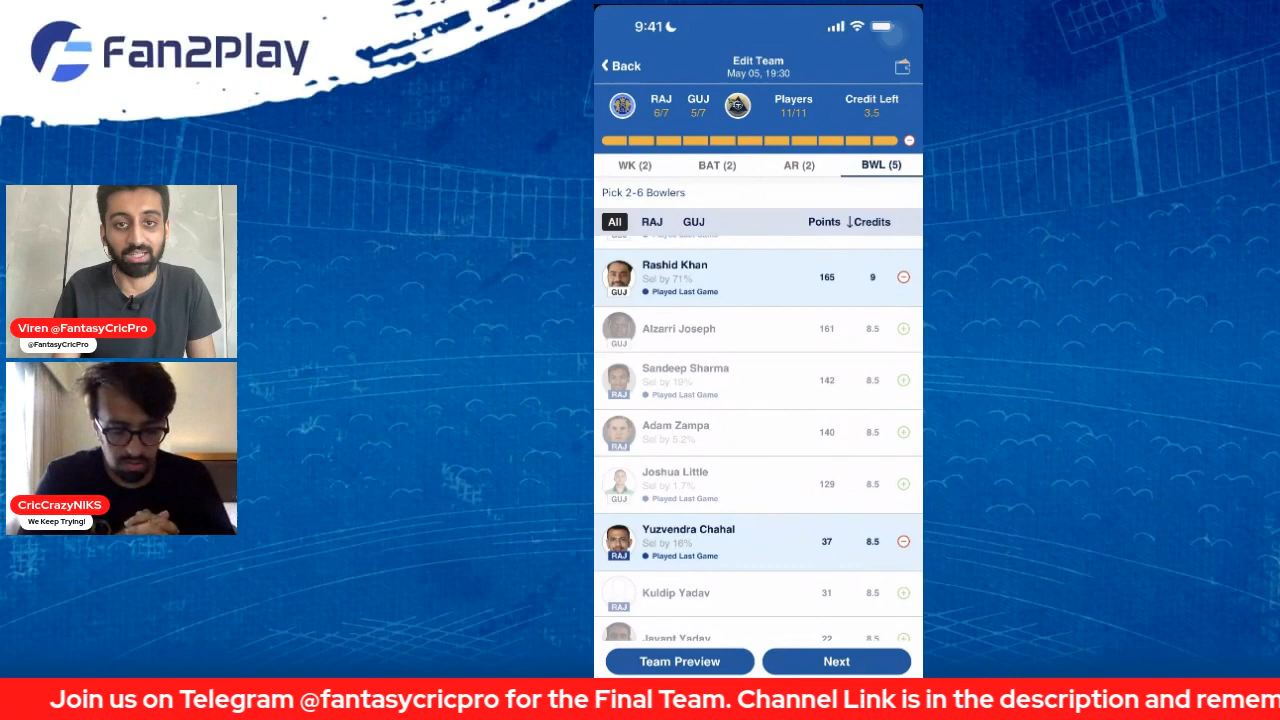 Fan2Play
Viren @FantasyCricPro
@FantasyCricPro
CricCrazyNIKS
We Keep Trying!
9:41
Back
Edit Team
May 05, 19:30
RAJ
6/7
GUJ
5/7
Players
11/11
Credit Left
3.5
WK (2)
BAT (2)
AR (2)
BWL (5)
Pick 2-6 Bowlers
All
RAJ
GUJ
Points
Credits
Rashid Khan
Sel by 71%
Played Last Game
GUJ
165
9
Alzarri Joseph
GUJ
161
8.5
Sandeep Sharma
Sel by 19%
Played Last Game
RAJ
142
8.5
Adam Zampa
Sel by 5.2%
RAJ
140
8.5
Joshua Little
Sel by 1.7%
Played Last Game
GUJ
129
8.5
Yuzvendra Chahal
Sel by 16%
Played Last Game
RAJ
37
8.5
Kuldip Yadav
RAJ
31
8.5
Jayant Yadav
22
8.5
Team Preview
Next
Join us on Telegram @fantasycricpro for the Final Team. Channel Link is in the description and remem